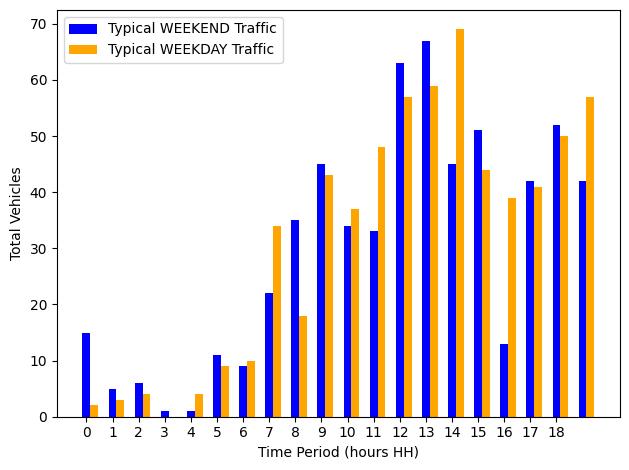 Typical WEEKEND Traffic
Typical WEEKDAY Traffic
70
60
50
40
30
20
10
0
Total Vehicles
0 1 2 3 4 5 6 7 8 9 10 11 12 13 14 15 16 17 18
Time Period (hours HH)